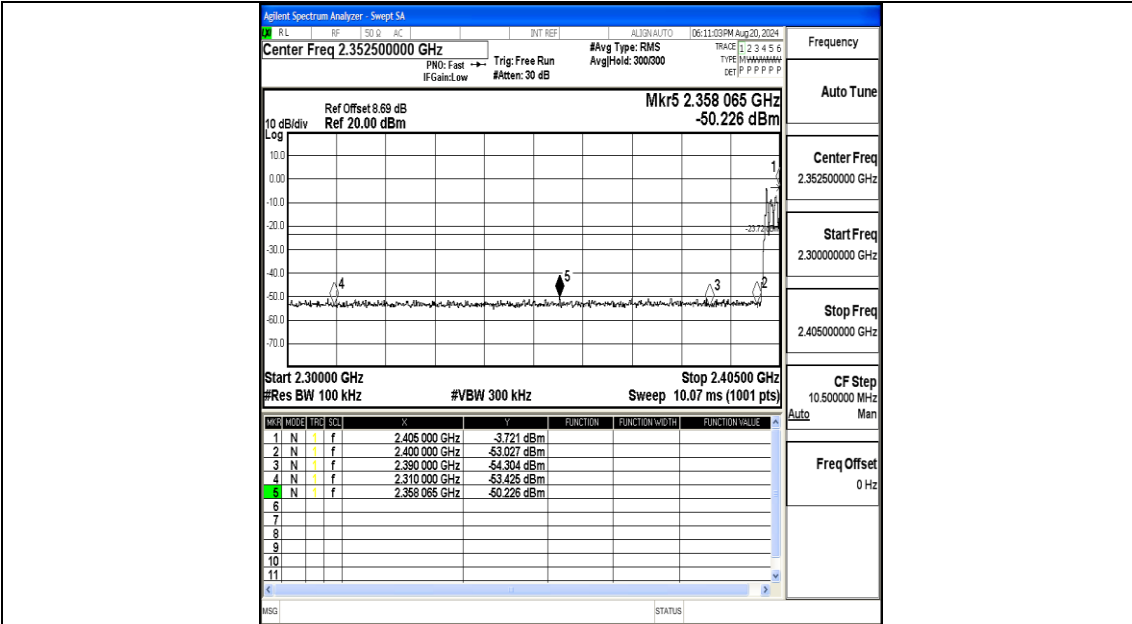 Agilent Spectrum Analyzer - Swept SA
RL RF 50 Ω AC INT REF ALIGN AUTO 06:11:03 PM Aug 20, 2024
Center Freq 2.352500000 GHz
PNO: Fast
IFGain:Low
Trig: Free Run
#Atten: 30 dB
#Avg Type: RMS
Avg|Hold: 300/300
TRACE 1 2 3 4 5 6
TYPE M
DET P P P P P P
Ref Offset 8.69 dB
Ref 20.00 dBm
10 dB/div
Log
Mkr5 2.358 065 GHz
-50.226 dBm
10.0
0.00
-10.0
-20.0
-30.0
-40.0
-50.0
-60.0
-70.0
1
4
5
3
2
Start 2.30000 GHz
Stop 2.40500 GHz
#Res BW 100 kHz
#VBW 300 kHz
Sweep 10.07 ms (1001 pts)
MKR MODE TRC SCL X Y FUNCTION FUNCTION WIDTH FUNCTION VALUE
1 N 1 f 2.405 000 GHz -3.721 dBm
2 N 1 f 2.400 000 GHz -53.027 dBm
3 N 1 f 2.390 000 GHz -54.304 dBm
4 N 1 f 2.310 000 GHz -53.425 dBm
5 N 1 f 2.358 065 GHz -50.226 dBm
6
7
8
9
10
11
MSG
STATUS
Frequency
Auto Tune
Center Freq
2.352500000 GHz
Start Freq
2.300000000 GHz
Stop Freq
2.405000000 GHz
CF Step
10.500000 MHz
Auto Man
Freq Offset
0 Hz